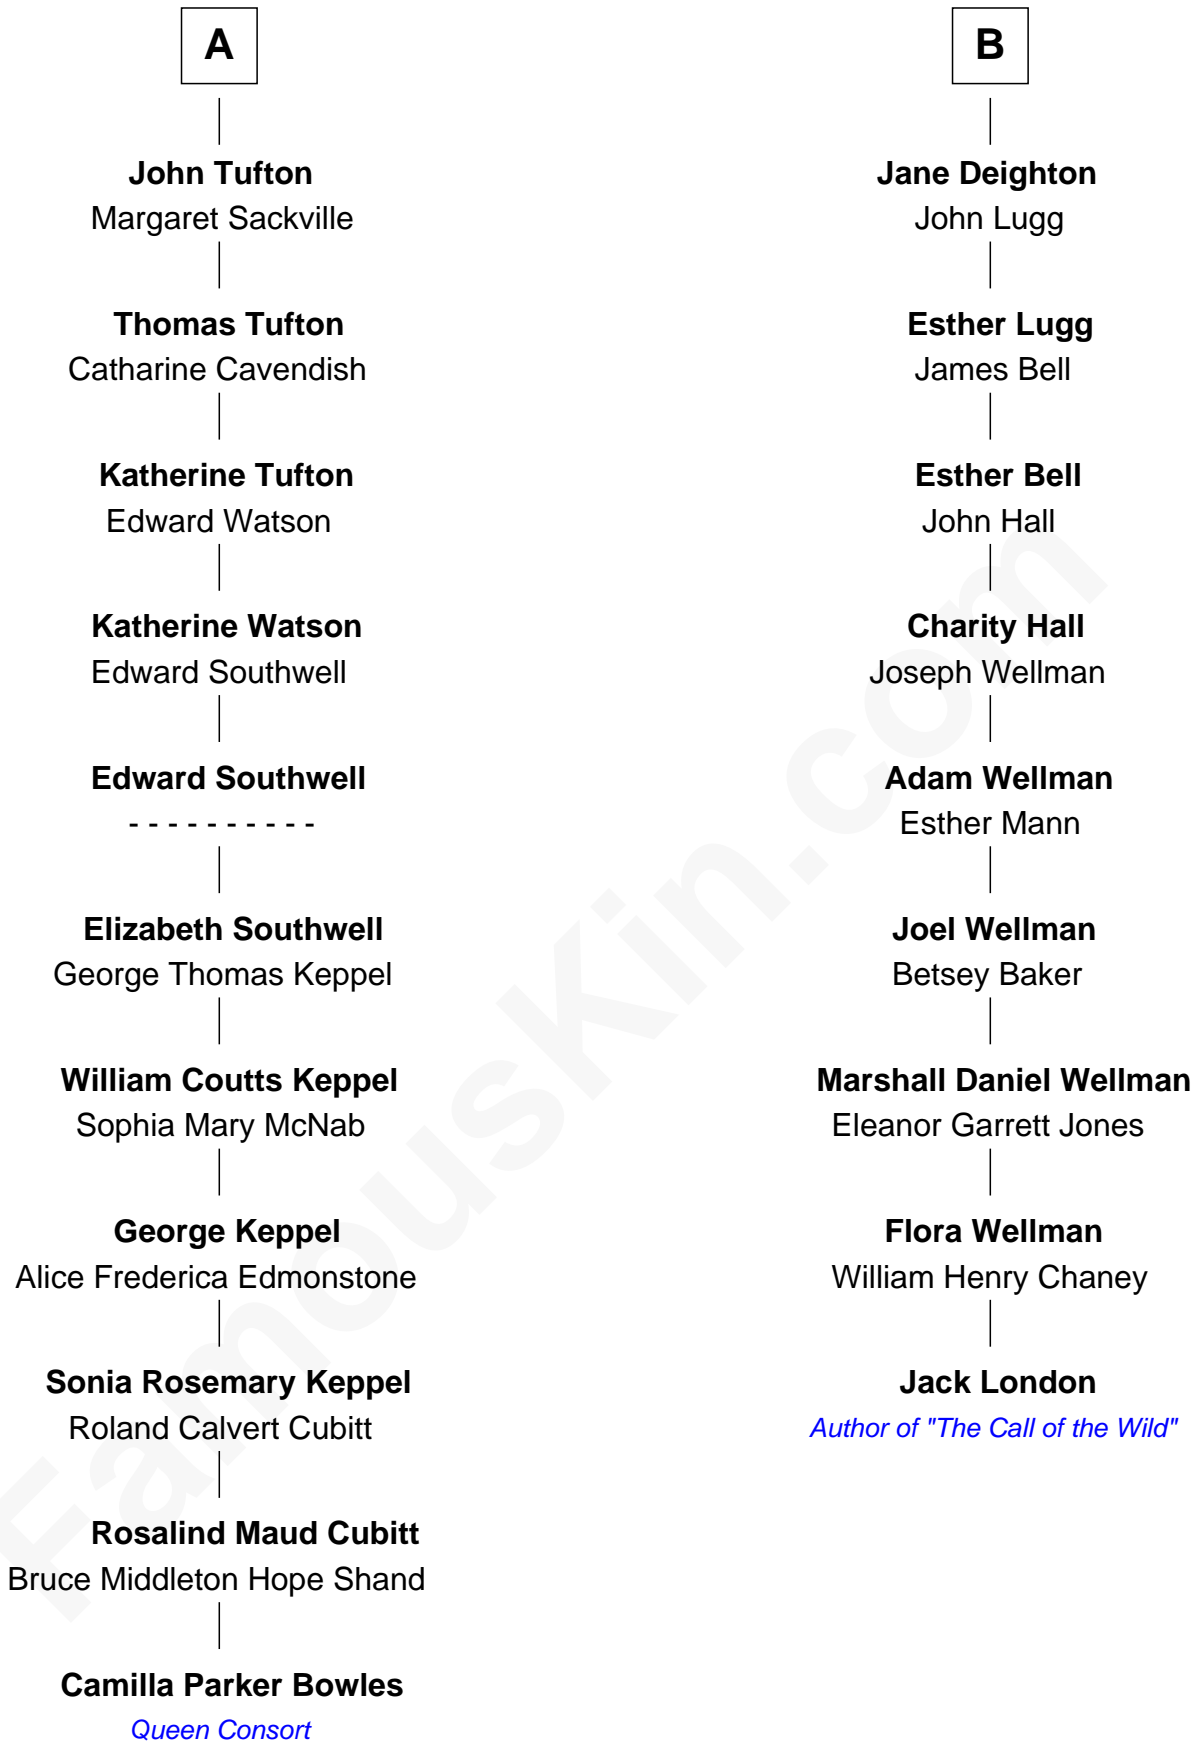 A
John Tufton
Margaret Sackville
Thomas Tufton
Catharine Cavendish
Katherine Tufton
Edward Watson
Katherine Watson
Edward Southwell
Edward Southwell
- - - - - - - - - -
Elizabeth Southwell
George Thomas Keppel
William Coutts Keppel
Sophia Mary McNab
George Keppel
Alice Frederica Edmonstone
Sonia Rosemary Keppel
Roland Calvert Cubitt
Rosalind Maud Cubitt
Bruce Middleton Hope Shand
Camilla Parker Bowles
Queen Consort
B
Jane Deighton
John Lugg
Esther Lugg
James Bell
Esther Bell
John Hall
Charity Hall
Joseph Wellman
Adam Wellman
Esther Mann
Joel Wellman
Betsey Baker
Marshall Daniel Wellman
Eleanor Garrett Jones
Flora Wellman
William Henry Chaney
Jack London
Author of "The Call of the Wild"
FamousKin.com